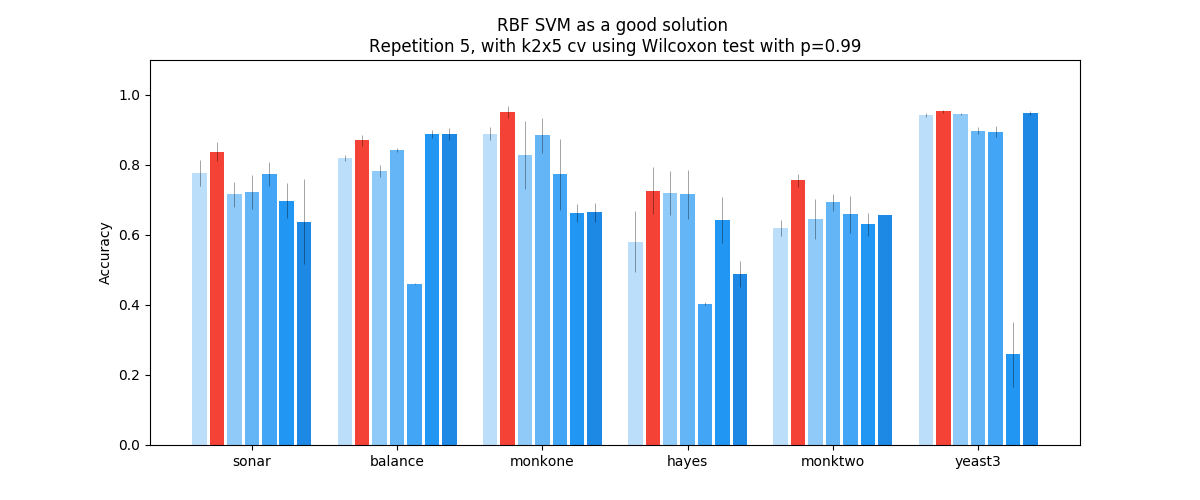 RBF SVM as a good solution
Repetition 5, with k2x5 cv using Wilcoxon test with p=0.99
Accuracy
1.0
0.8
0.6
0.4
0.2
0.0
sonar balance monkone hayes monktwo yeast3